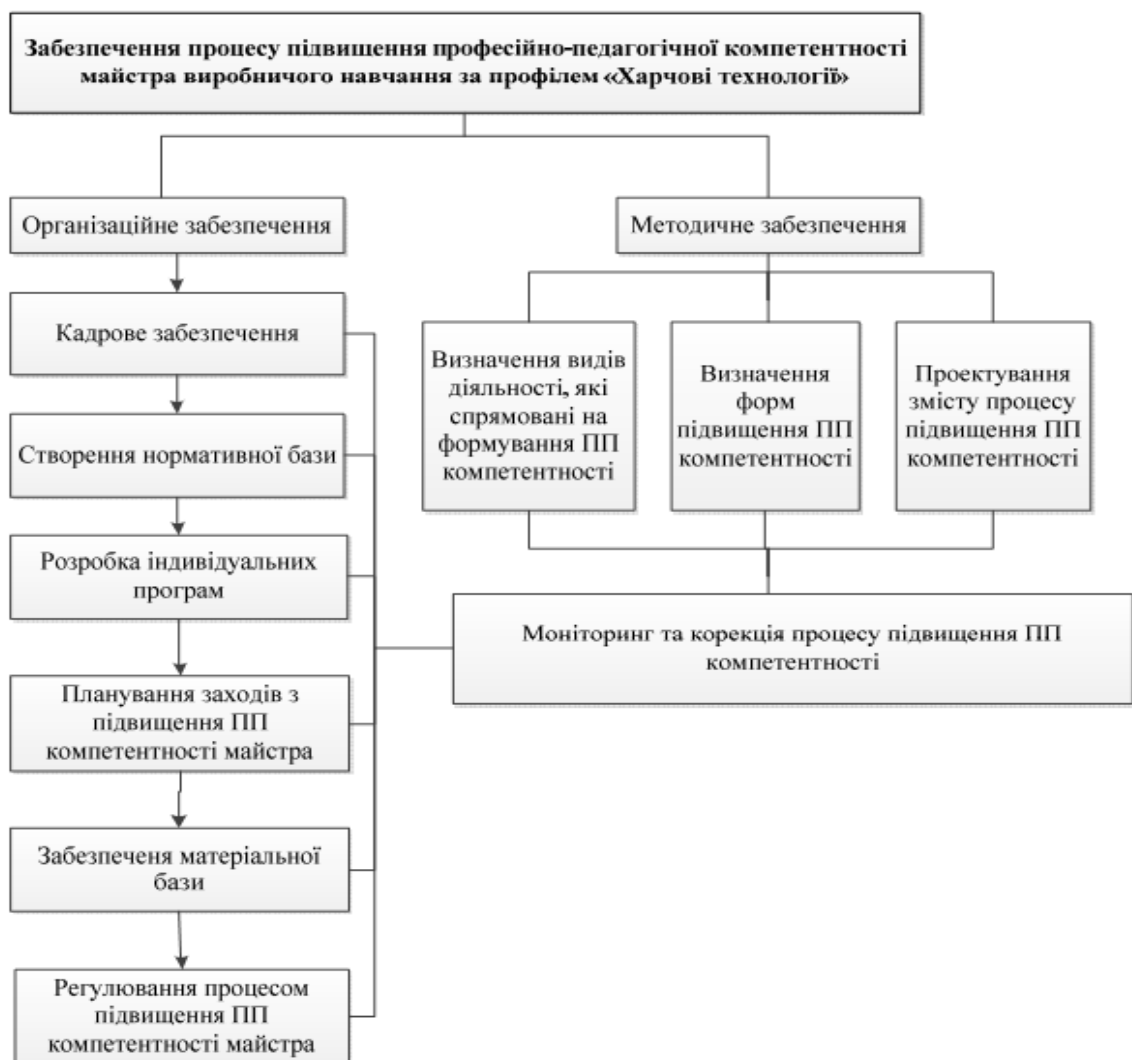 Забезпечення процесу підвищення професійно-педагогічної компетентності
майстра виробничого навчання за профілем «Харчові технології»
Організаційне забезпечення
Методичне забезпечення
Кадрове забезпечення
Створення нормативної бази
Розробка індивідуальних
програм
Планування заходів з
підвищення ПП
компетентності майстра
Забезпеченя матеріальної
бази
Регулювання процесом
підвищення ПП
компетентності майстра
Визначення видів
діяльності, які
спрямовані на
формування ПП
компетентності
Визначення
форм
підвищення ПП
компетентності
Проектування
змісту процесу
підвищення ПП
компетентності
Моніторинг та корекція процесу підвищення ПП
компетентності